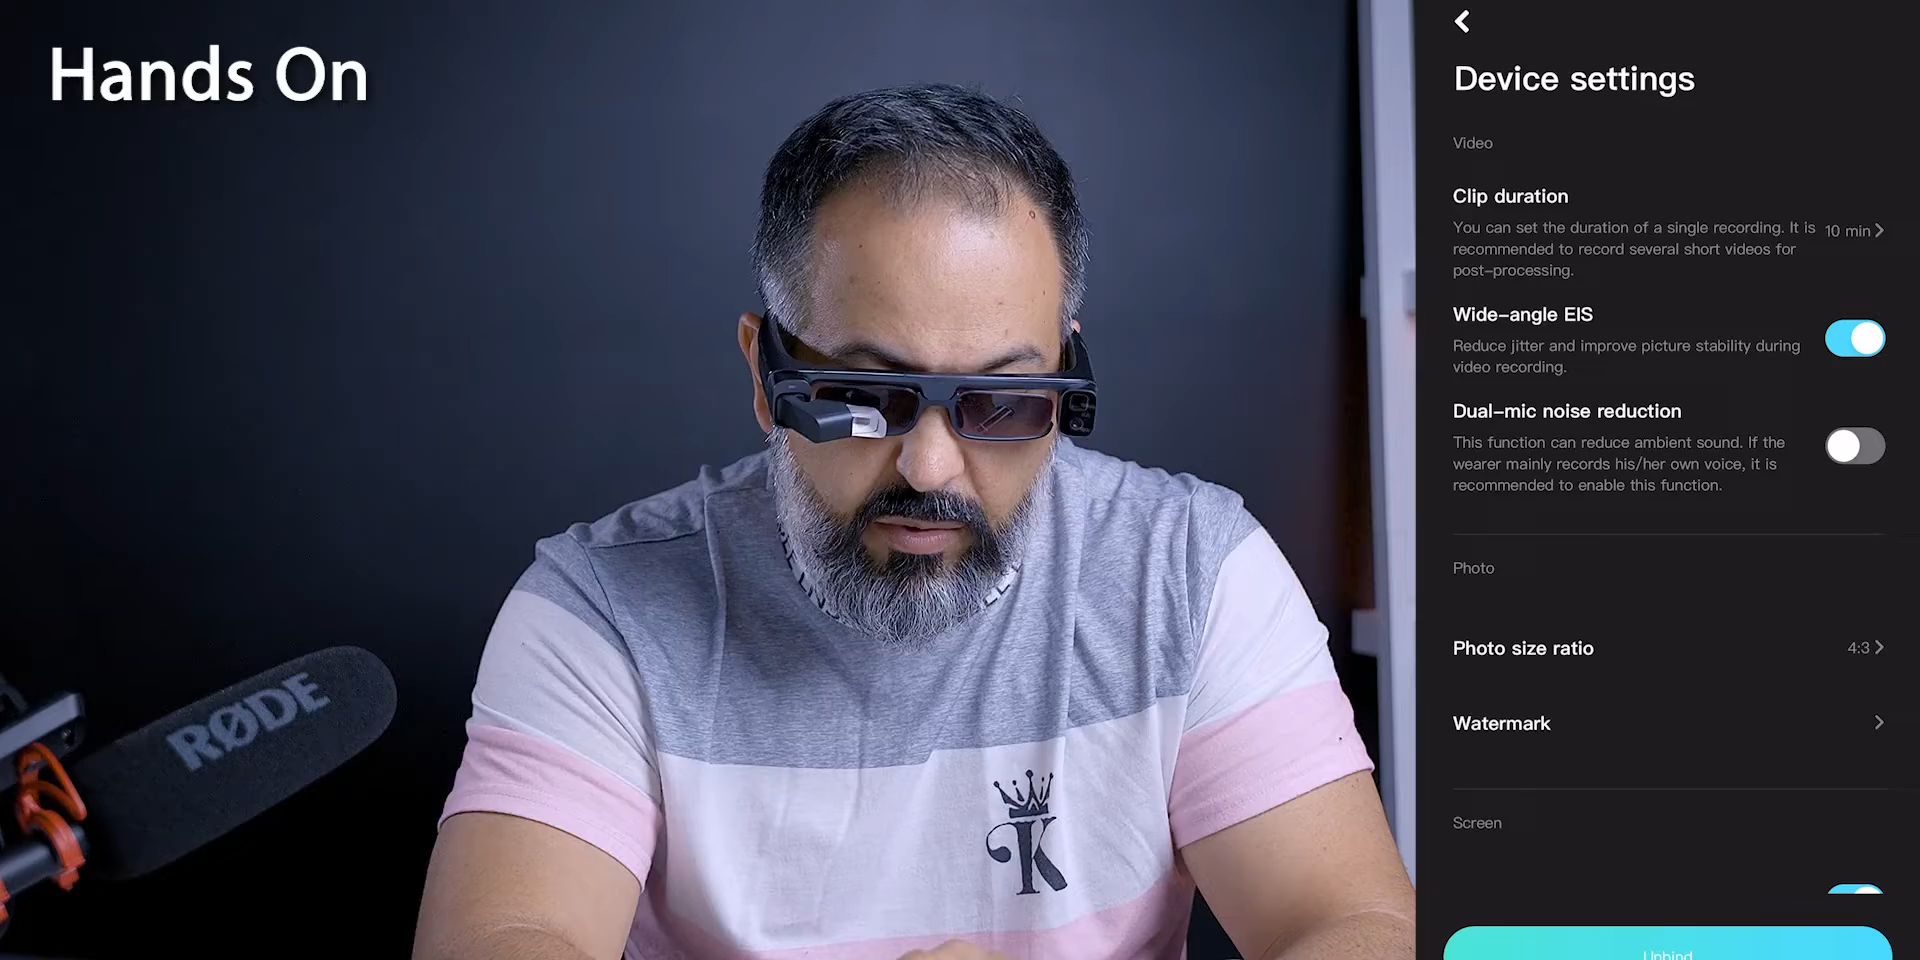 Hands On
Device settings
Video
Clip duration
You can set the duration of a single recording. It is
recommended to record several short videos for
post-processing.
10 min
Wide-angle EIS
Reduce jitter and improve picture stability during
video recording.
Dual-mic noise reduction
This function can reduce ambient sound. If the
wearer mainly records his/her own voice, it is
recommended to enable this function.
Photo
Photo size ratio
4:3
Watermark
Screen
Unbind
RØDE
K